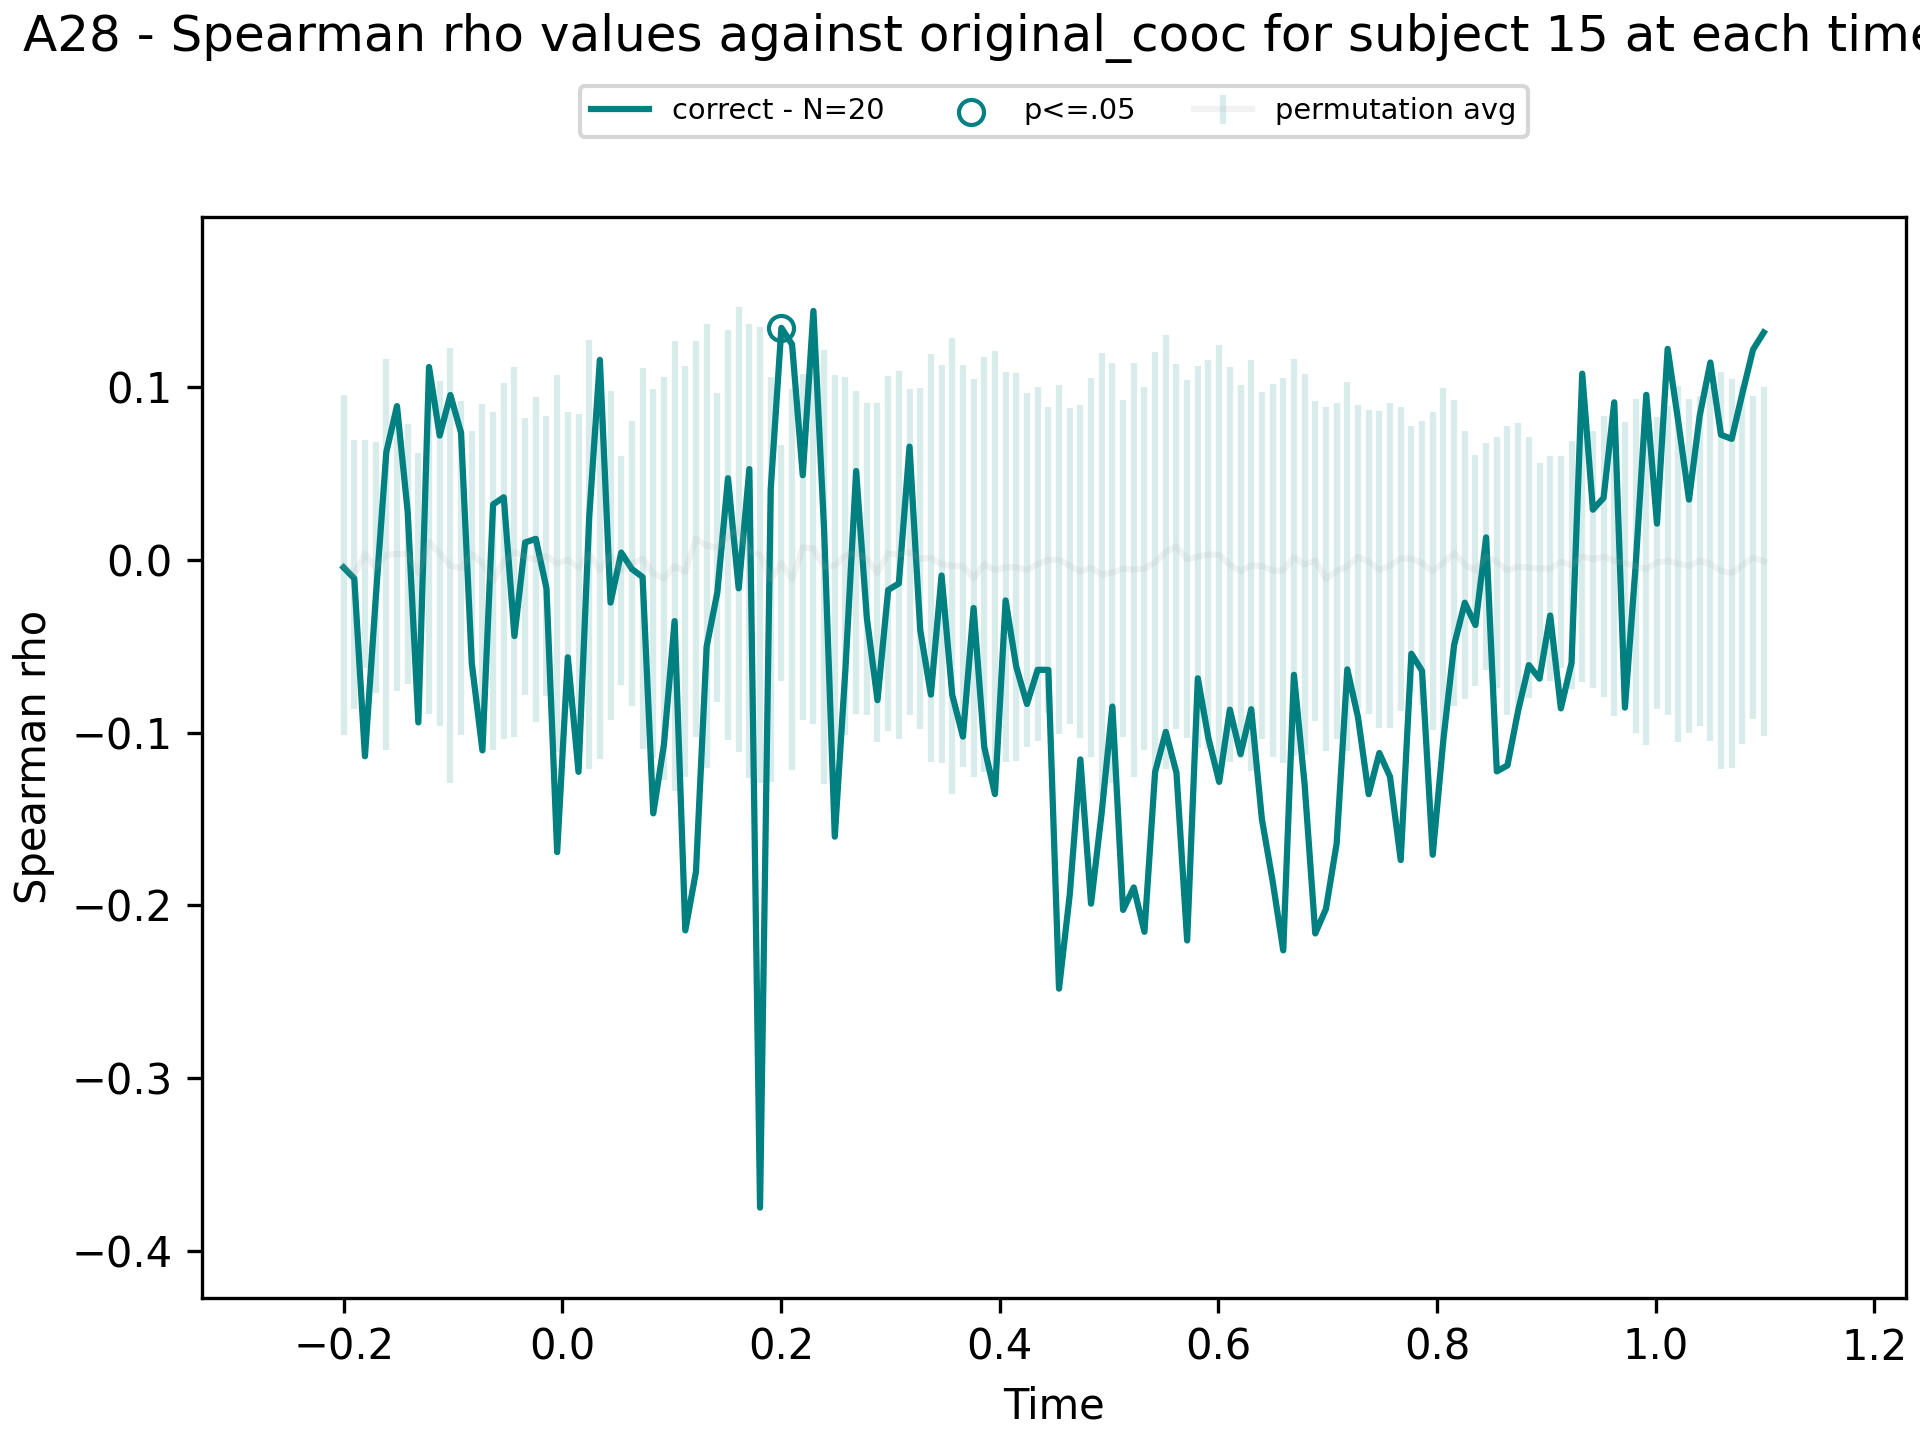 A28 - Spearman rho values against original_cooc for subject 15 at each time
correct - N=20 p<=.05 permutation avg
0.1
0.0
−0.1
−0.2
−0.3
−0.4
Spearman rho
−0.2 0.0 0.2 0.4 0.6 0.8 1.0 1.2
Time